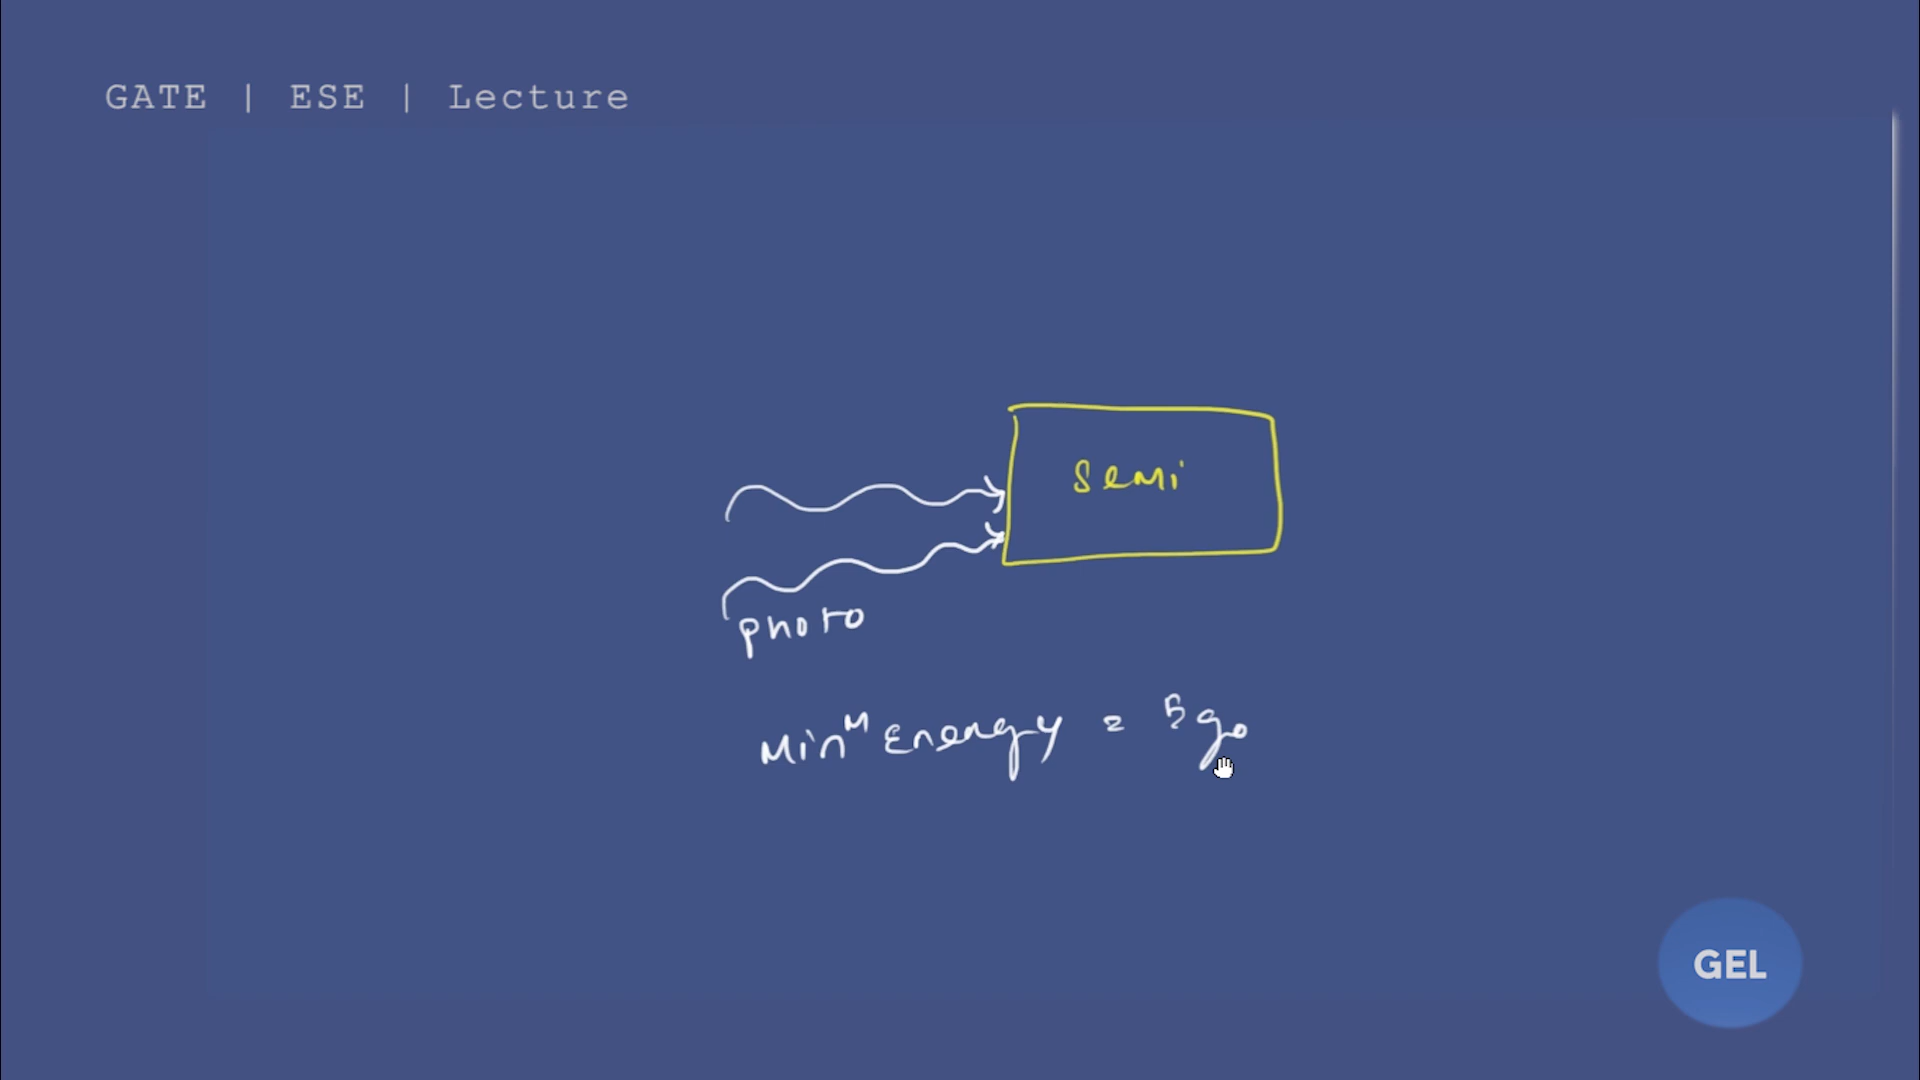 GATE | ESE | Lecture
semi
photo
Minᴹ Energy = Ego
GEL